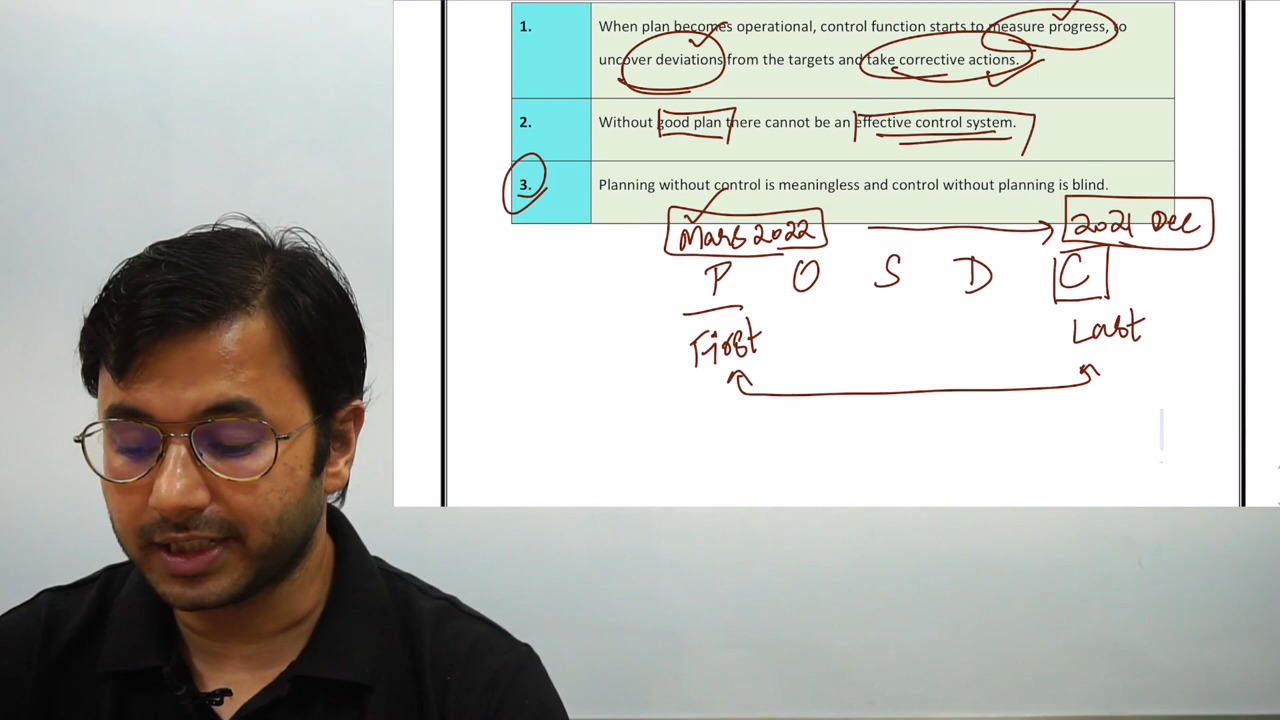 1. When plan becomes operational, control function starts to measure progress, to
uncover deviations from the targets and take corrective actions.
2. Without good plan there cannot be an effective control system.
3. Planning without control is meaningless and control without planning is blind.
Mars 2022 2021 Dec
P O S D C
First Last